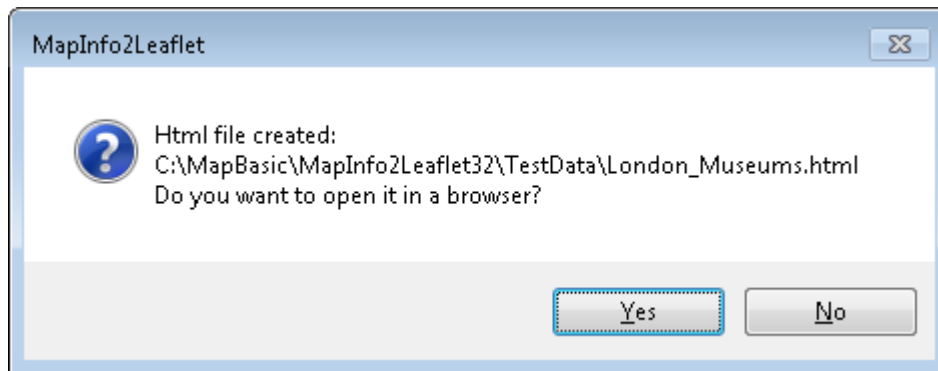 MapInfo2Leaflet
Html file created:
C:\MapBasic\MapInfo2Leaflet32\TestData\London_Museums.html
Do you want to open it in a browser?
Yes
No